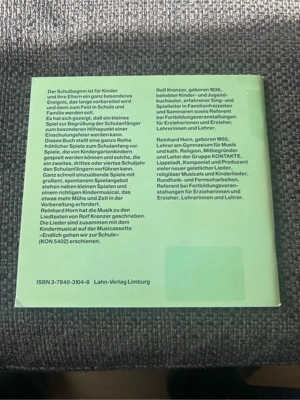 Der Schulbeginn ist für Kinder
und ihre Eltern ein ganz besonderes
Ereignis, das lange vorbereitet wird
und dann zum Fest in Schule und
Familie werden soll.
Es hat sich gezeigt, daß ein kleines
Spiel zur Begrüßung der Schulanfänger
zum besonderen Höhepunkt einer
Einschulungsfeier werden kann.
Dieses Buch stellt eine ganze Reihe
fröhlicher Spiele zum Schulanfang vor.
Spiele, die von Kindergartenkindern
gespielt werden können und solche, die
ein zweites, drittes oder viertes Schuljahr
den Schulanfängern vorführen kann.
Ganz schnell einzuübende Spiele mit
großem, spontanen Spielangebot
stehen neben kleinen Spielen und
einem richtigen Kindermusical, das
etwas mehr Mühe und Zeit in der
Vorbereitung erfordert.
Reinhard Horn hat die Musik zu den
Liedtexten von Rolf Krenzer geschrieben.
Die Lieder sind zusammen mit dem
Kindermusical auf der Musicassette
»Endlich gehen wir zur Schule«
(KON 5402) erschienen.
Rolf Krenzer, geboren 1936,
beliebter Kinder- und Jugend-
buchautor, erfahrener Sing- und
Spielleiter in Familienfreizeiten
und Seminaren sowie Referent
bei Fortbildungsveranstaltungen
für Erzieherinnen und Erzieher,
Lehrerinnen und Lehrer.
Reinhard Horn, geboren 1955,
Lehrer am Gymnasium für Musik
und kath. Religion, Mitbegründer
und Leiter der Gruppe KONTAKTE,
Lippstadt, Komponist und Produzent
vieler neuer geistlicher Lieder,
religiöser Musicals und Kinderlieder,
Rundfunk- und Fernseharbeiten,
Referent bei Fortbildungsveran-
staltungen für Erzieherinnen und
Erzieher, Lehrerinnen und Lehrer.
ISBN 3-7840-3104-8 Lahn-Verlag Limburg